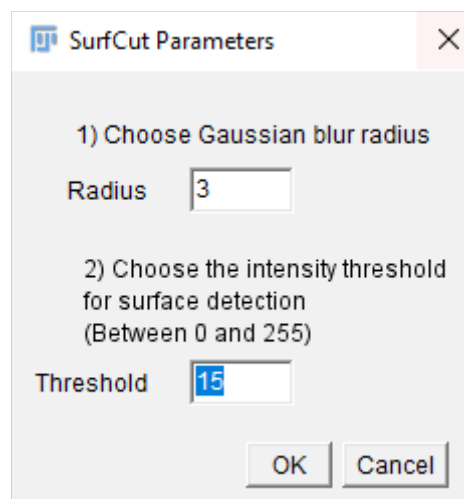 SurfCut Parameters
1) Choose Gaussian blur radius
Radius 3
2) Choose the intensity threshold
for surface detection
(Between 0 and 255)
Threshold 15
OK Cancel